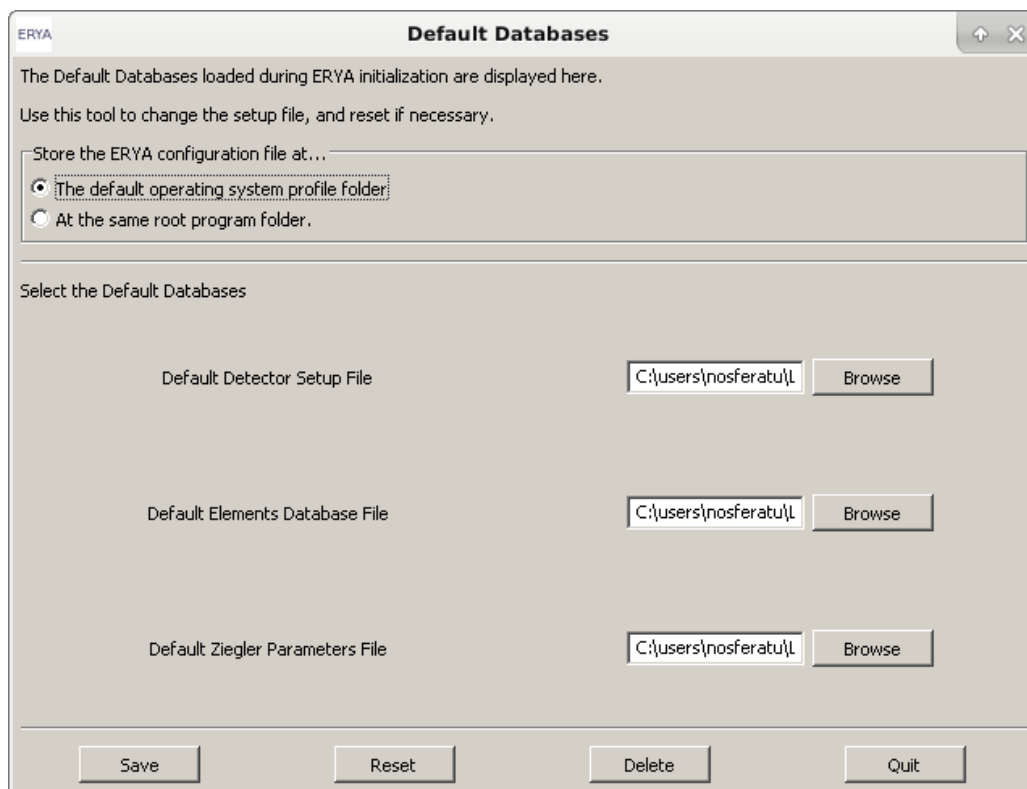 ERYA
Default Databases
The Default Databases loaded during ERYA initialization are displayed here.
Use this tool to change the setup file, and reset if necessary.
Store the ERYA configuration file at...
The default operating system profile folder
At the same root program folder.
Select the Default Databases
Default Detector Setup File
C:\users\nosferatu\L
Browse
Default Elements Database File
C:\users\nosferatu\L
Browse
Default Ziegler Parameters File
C:\users\nosferatu\L
Browse
Save
Reset
Delete
Quit